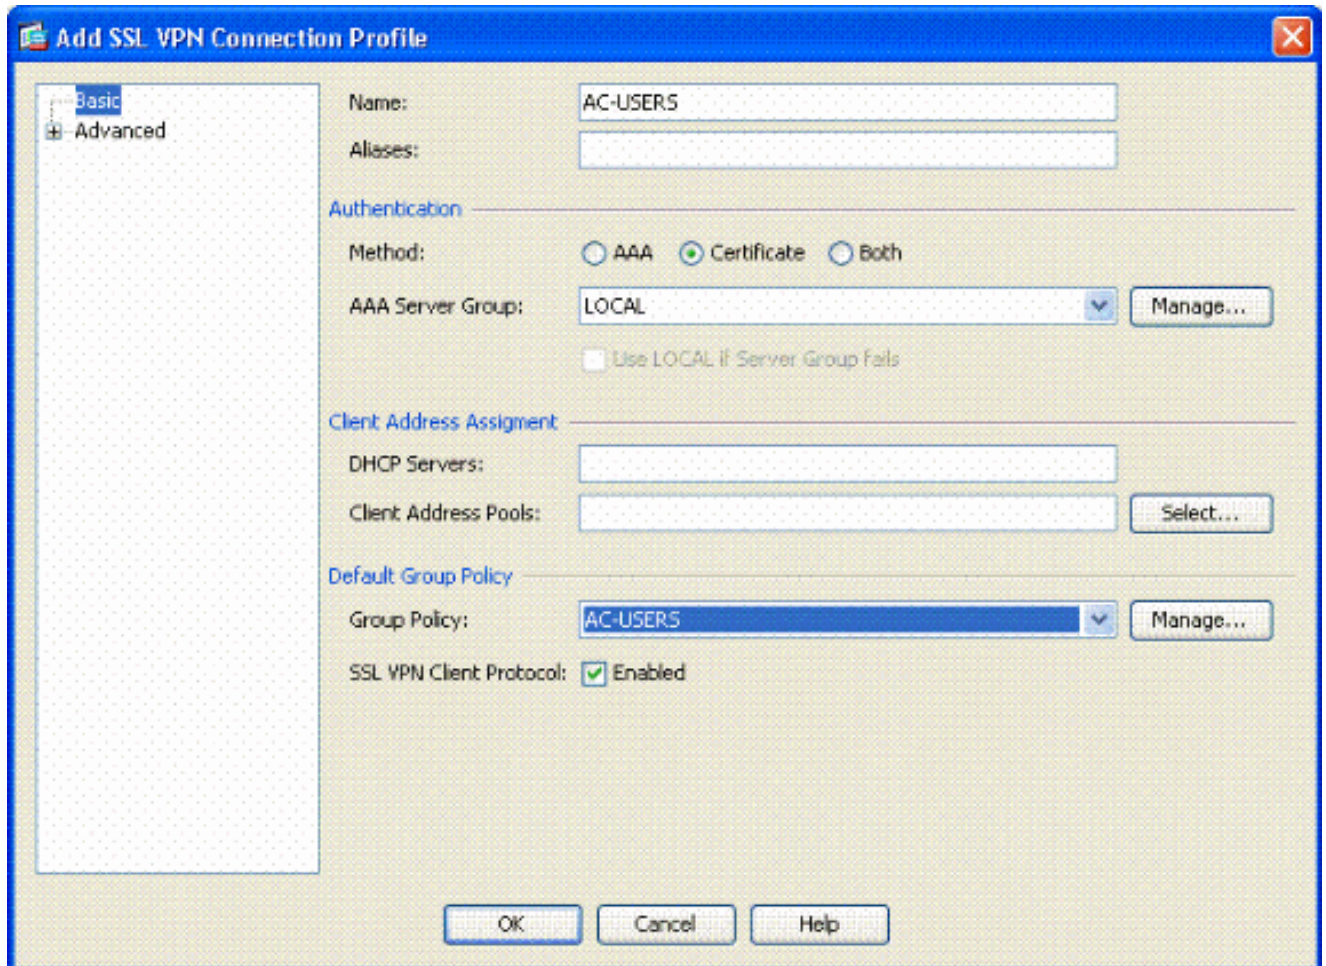 Add SSL VPN Connection Profile
Basic
Advanced
Name: AC-USERS
Aliases:
Authentication
Method: AAA Certificate Both
AAA Server Group: LOCAL Manage...
Use LOCAL if Server Group fails
Client Address Assigment
DHCP Servers:
Client Address Pools: Select...
Default Group Policy
Group Policy: AC-USERS Manage...
SSL VPN Client Protocol: Enabled
OK Cancel Help